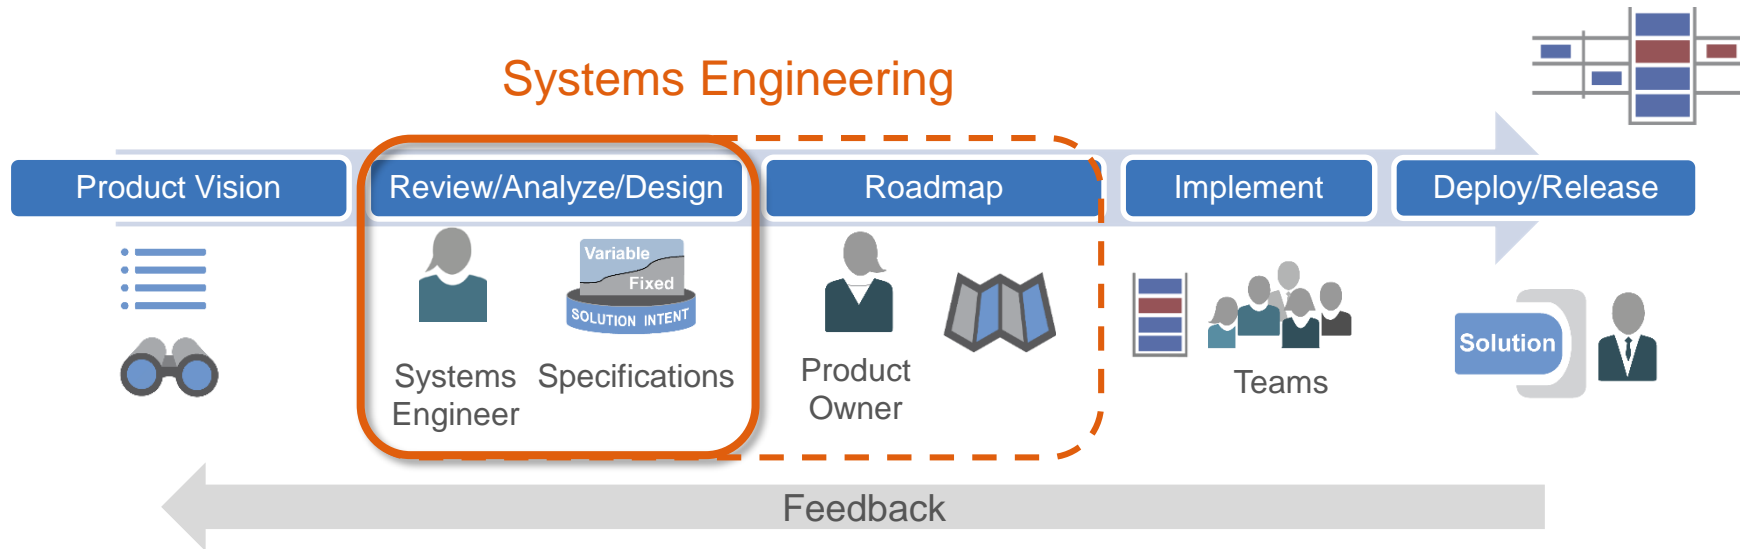 Systems Engineering
Product Vision
Review/Analyze/Design
Roadmap
Implement
Deploy/Release
Variable
Fixed
SOLUTION INTENT
Systems
Engineer
Specifications
Product
Owner
Teams
Solution
Feedback